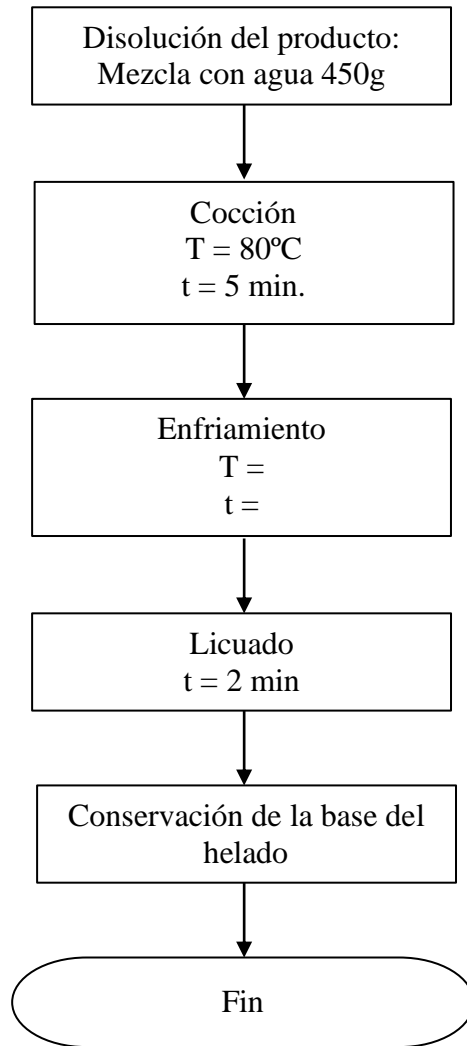 Disolución del producto:
Mezcla con agua 450g
Cocción
T = 80ºC
t = 5 min.
Enfriamiento
T =
t =
Licuado
t = 2 min
Conservación de la base del
helado
Fin